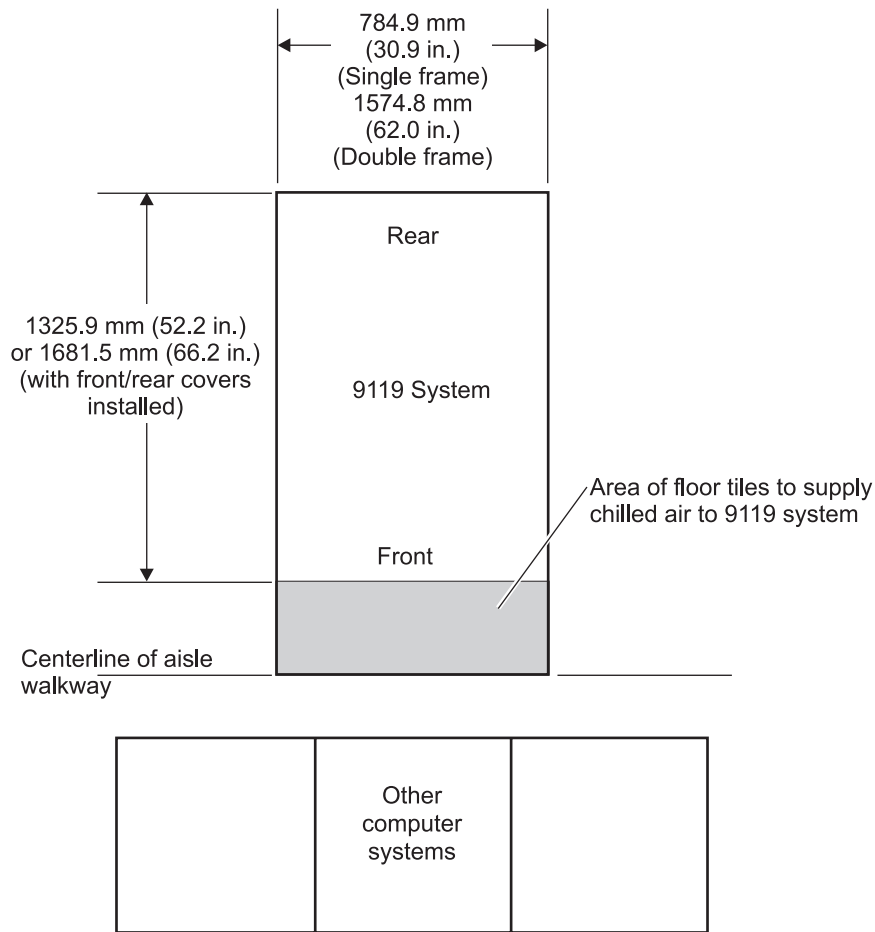 784.9 mm
(30.9 in.)
(Single frame)
1574.8 mm
(62.0 in.)
(Double frame)
Rear
1325.9 mm (52.2 in.)
or 1681.5 mm (66.2 in.)
(with front/rear covers
installed)
9119 System
Area of floor tiles to supply
chilled air to 9119 system
Front
Centerline of aisle
walkway
Other
computer
systems